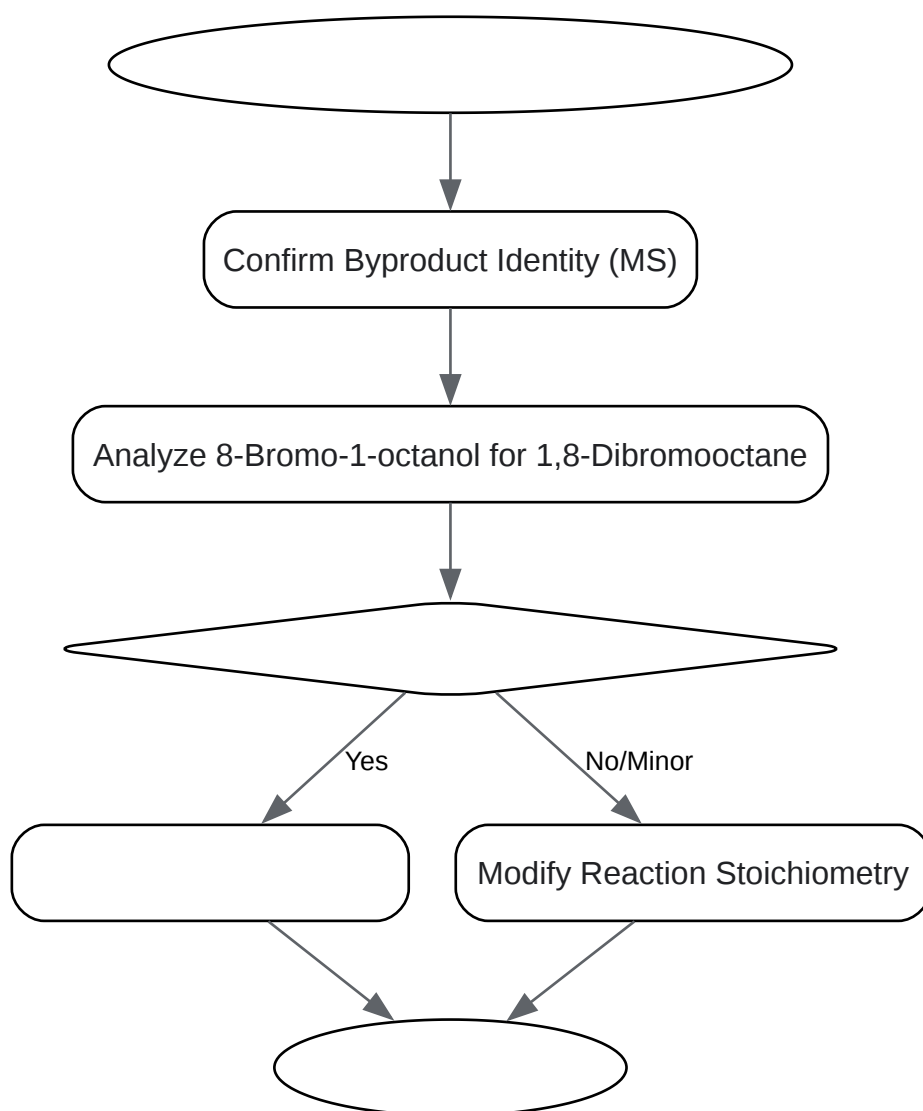 Confirm Byproduct Identity (MS)
Analyze 8-Bromo-1-octanol for 1,8-Dibromooctane
Yes
No/Minor
Modify Reaction Stoichiometry